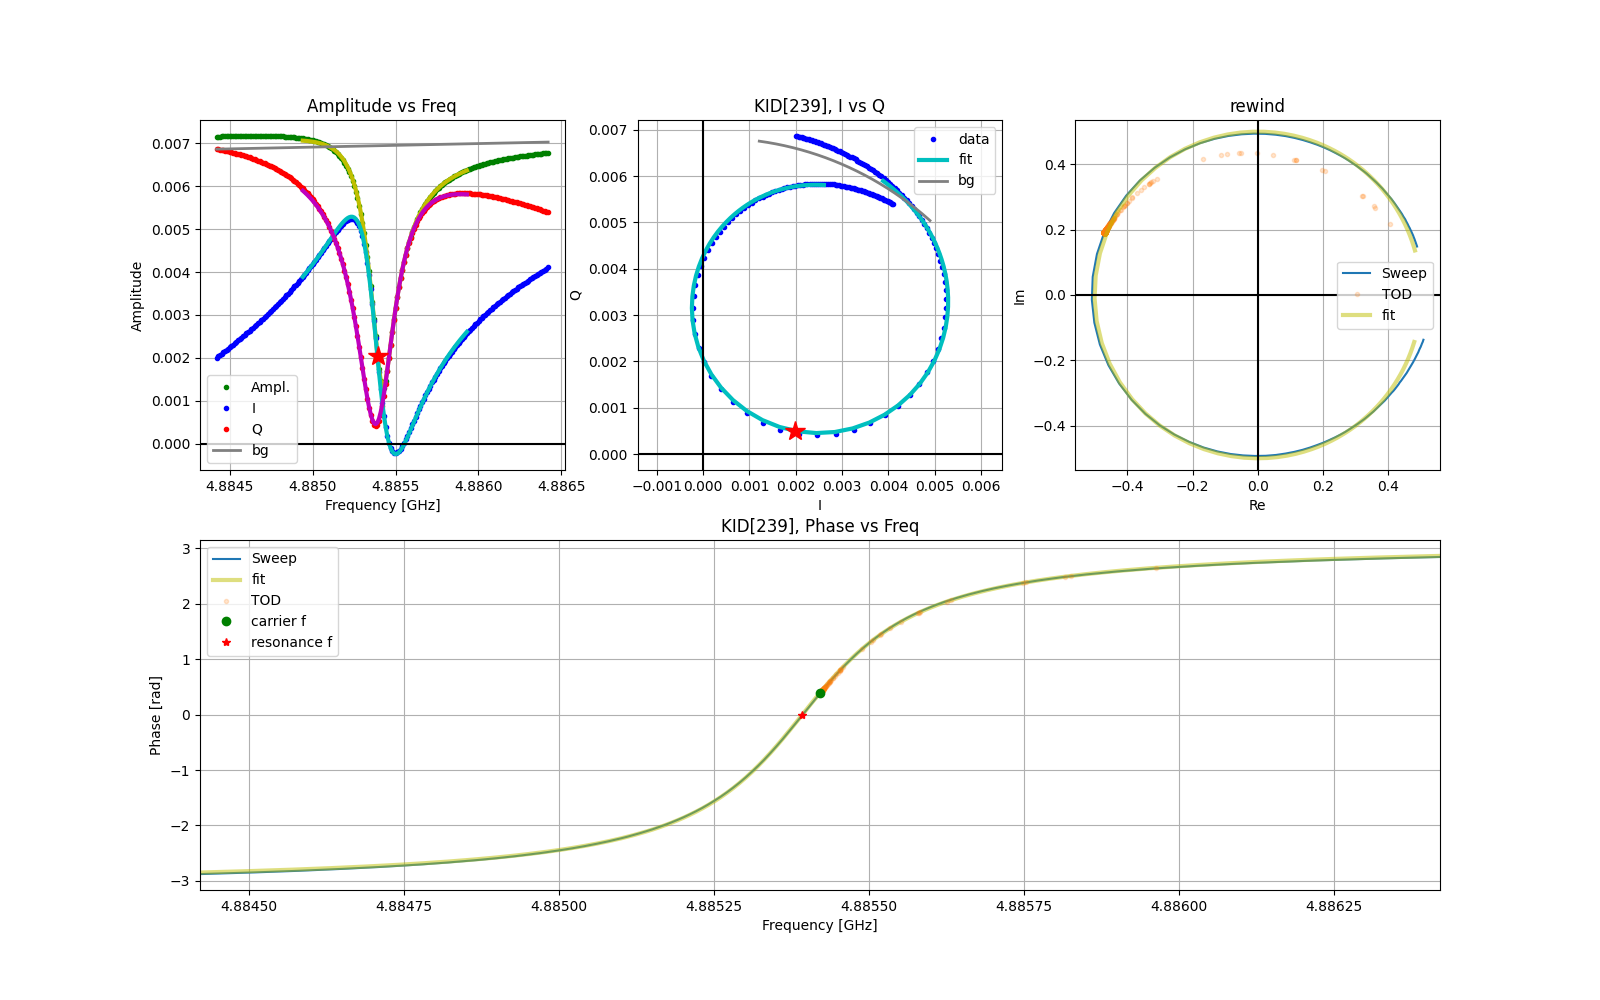 Amplitude vs Freq
Amplitude
0.007
0.006
0.005
0.004
0.003
0.002
0.001
0.000
Ampl.
I
Q
bg
4.8845 4.8850 4.8855 4.8860 4.8865
Frequency [GHz]
KID[239], I vs Q
Q
0.007
0.006
0.005
0.004
0.003
0.002
0.001
0.000
data
fit
bg
−0.001 0.000 0.001 0.002 0.003 0.004 0.005 0.006
I
rewind
Im
0.4
0.2
0.0
−0.2
−0.4
Sweep
TOD
fit
−0.4 −0.2 0.0 0.2 0.4
Re
KID[239], Phase vs Freq
Phase [rad]
3
2
1
0
−1
−2
−3
Sweep
fit
TOD
carrier f
resonance f
4.88450 4.88475 4.88500 4.88525 4.88550 4.88575 4.88600 4.88625
Frequency [GHz]